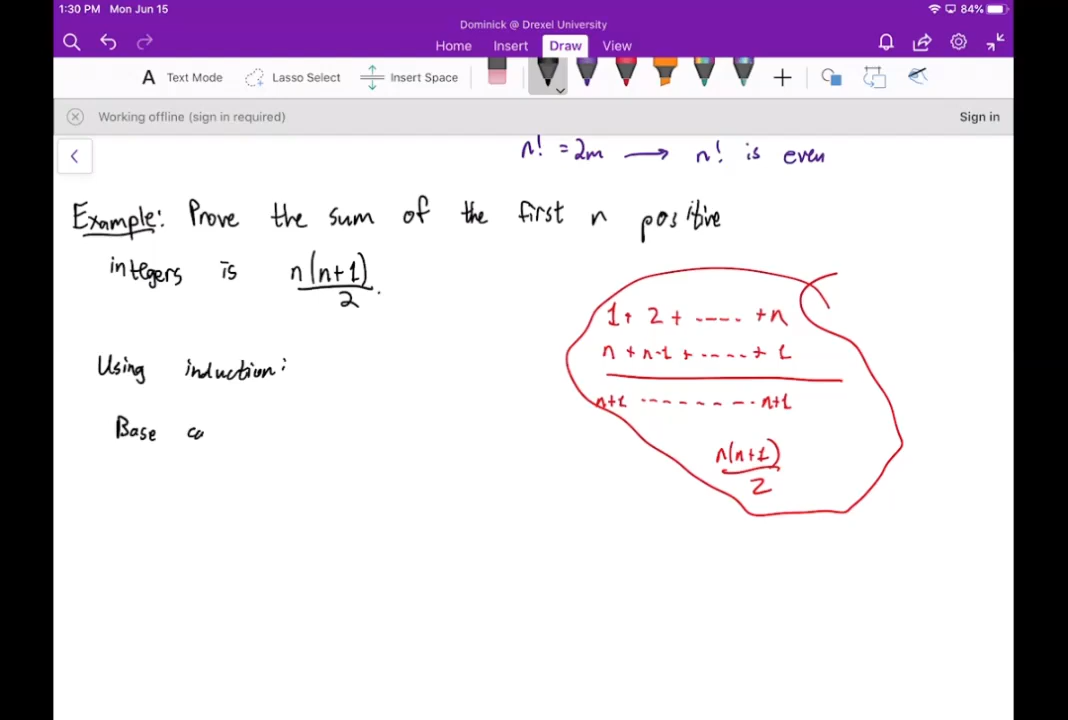 1:30 PM Mon Jun 15
84%
Dominick @ Drexel University
Home Insert Draw View
Text Mode Lasso Select Insert Space
Working offline (sign in required) Sign in
n! = 2m → n! is even
Example: Prove the sum of the first n positive
integers is n(n+1)/2.
1+ 2 + ..... +n
n + n-1 + ..... + 1
n+1 --------- n+1
n(n+1)/2
Using induction:
Base ca